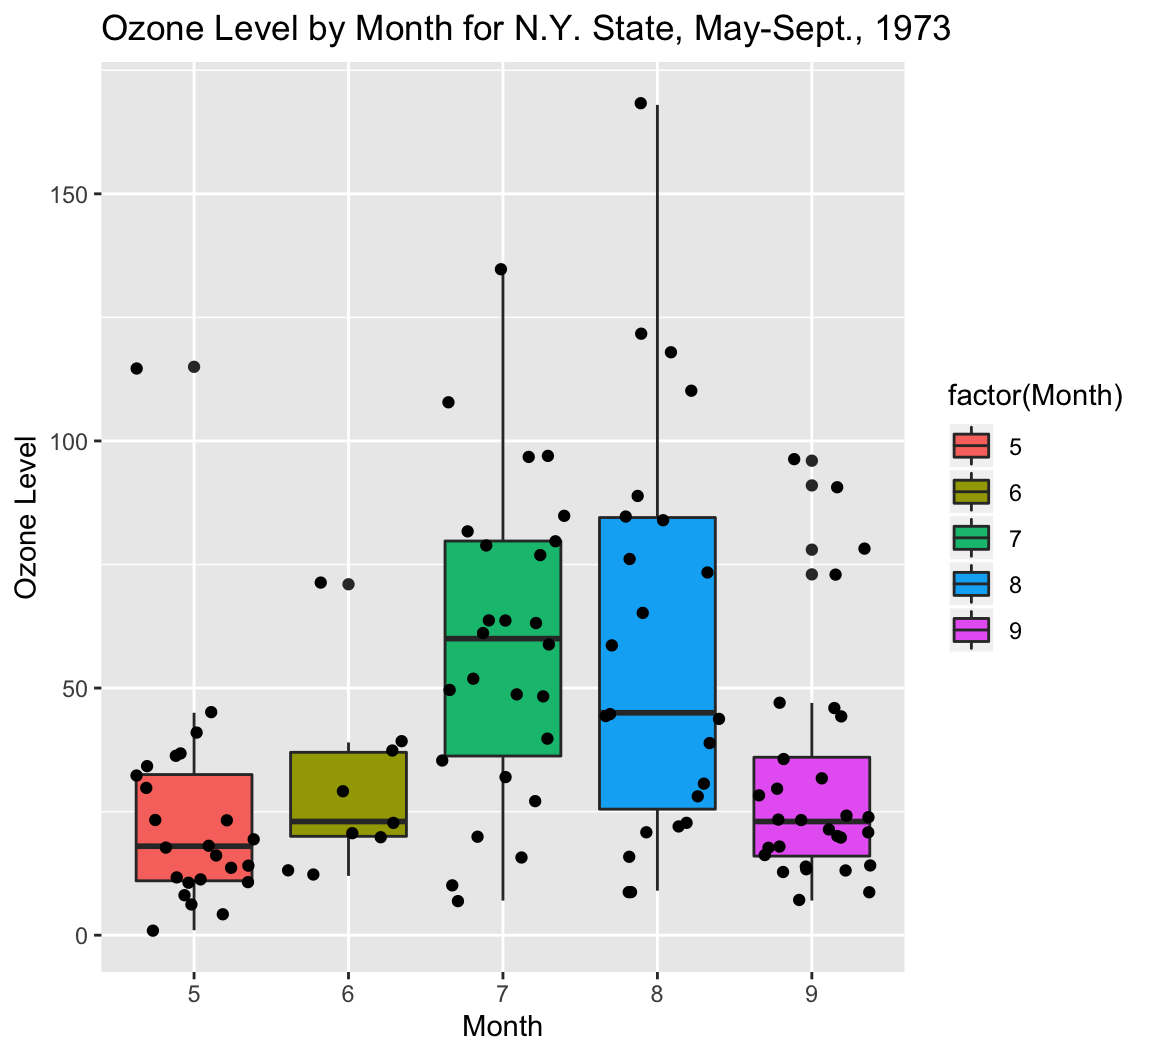 Ozone Level by Month for N.Y. State, May-Sept., 1973
150
100
50
0
Ozone Level
5 6 7 8 9
Month
factor(Month)
5
6
7
8
9